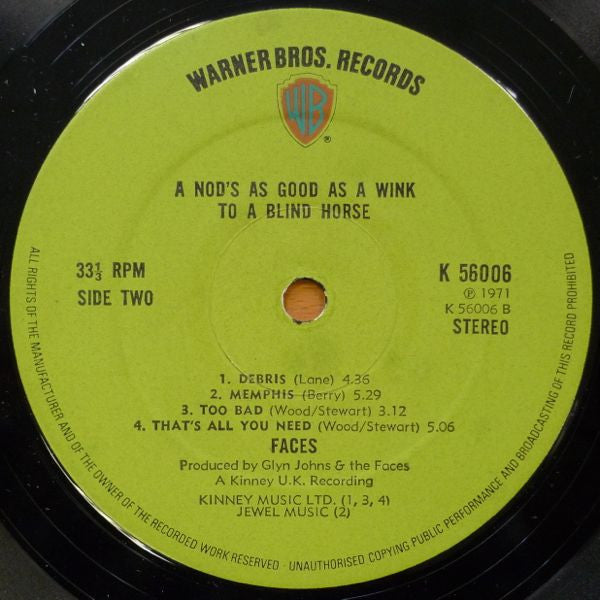 WARNER BROS. RECORDS
WB
®
A NOD'S AS GOOD AS A WINK
TO A BLIND HORSE
33⅓ RPM
SIDE TWO
K 56006
℗ 1971
K 56006 B
STEREO
1. DEBRIS (Lane) 4.36
2. MEMPHIS (Berry) 5.29
3. TOO BAD (Wood/Stewart) 3.12
4. THAT'S ALL YOU NEED (Wood/Stewart) 5.06
FACES
Produced by Glyn Johns & the Faces
A Kinney U.K. Recording
KINNEY MUSIC LTD. (1, 3, 4)
JEWEL MUSIC (2)
ALL RIGHTS OF THE MANUFACTURER AND OF THE OWNER OF THE RECORDED WORK RESERVED · UNAUTHORISED COPYING PUBLIC PERFORMANCE AND BROADCASTING OF THIS RECORD PROHIBITED